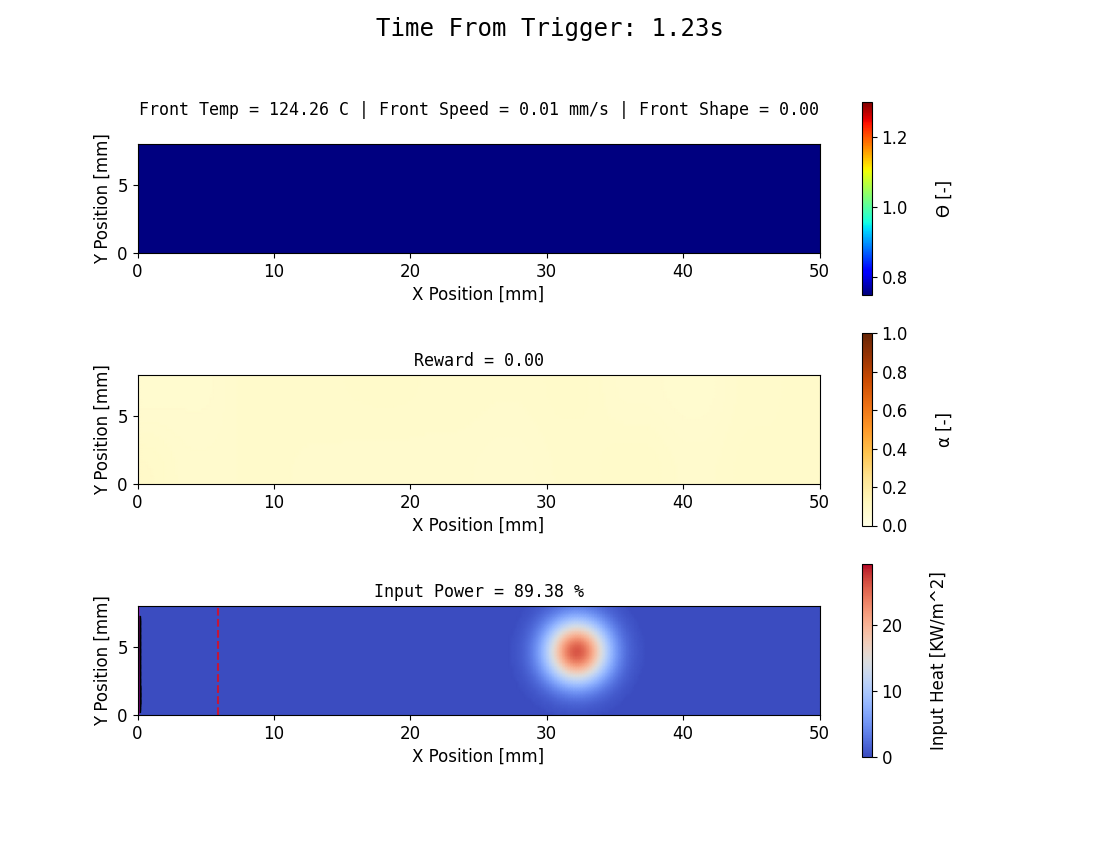 Time From Trigger: 1.23s
Front Temp = 124.26 C | Front Speed = 0.01 mm/s | Front Shape = 0.00
Y Position [mm]
5
0
0 10 20 30 40 50
X Position [mm]
1.2
1.0
0.8
Θ [-]
Reward = 0.00
Y Position [mm]
5
0
0 10 20 30 40 50
X Position [mm]
1.0
0.8
0.6
0.4
0.2
0.0
α [-]
Input Power = 89.38 %
Y Position [mm]
5
0
0 10 20 30 40 50
X Position [mm]
20
10
0
Input Heat [KW/m^2]